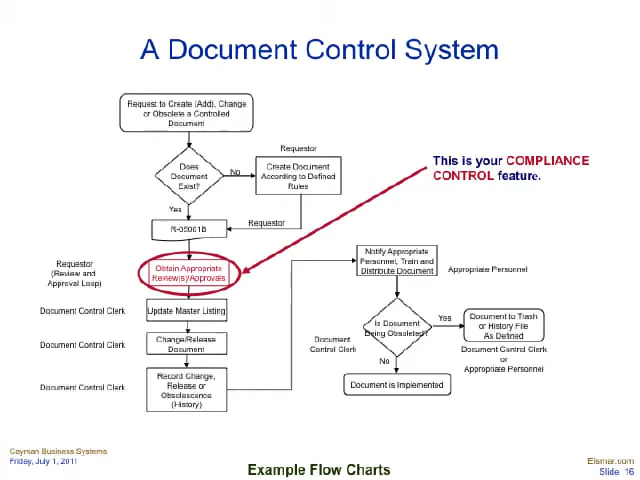 A Document Control System
Request to Create (Add), Change
or Obsolete a Controlled
Document
Requestor
Does
Document
Exist?
No
Create Document
According to Defined
Rules
This is your COMPLIANCE
CONTROL feature.
Yes
Requestor
R-05001B
Requestor
(Review and
Approval Loop)
Obtain Appropriate
Review(s)/Approvals
Notify Appropriate
Personnel, Train and
Distribute Document
Appropriate Personnel
Document Control Clerk
Update Master Listing
Document Control Clerk
Change/Release
Document
Document
Control Clerk
Is Document
Being Obsoleted?
Yes
Document to Trash
or History File
As Defined
Document Control Clerk
or
Appropriate Personnel
No
Document Control Clerk
Record Change,
Release or
Obsolescence
(History)
Document is Implemented
Cayman Business Systems
Friday, July 1, 2011
Example Flow Charts
Elsmar.com
Slide 16